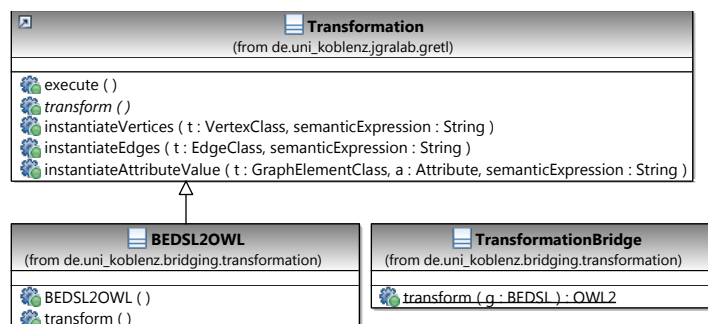 Transformation
(from de.uni_koblenz.jgralab.gretl)
execute ( )
transform ( )
instantiateVertices ( t : VertexClass, semanticExpression : String )
instantiateEdges ( t : EdgeClass, semanticExpression : String )
instantiateAttributeValue ( t : GraphElementClass, a : Attribute, semanticExpression : String )
BEDSL2OWL
(from de.uni_koblenz.bridging.transformation)
BEDSL2OWL ( )
transform ( )
TransformationBridge
(from de.uni_koblenz.bridging.transformation)
transform ( g : BEDSL ) : OWL2